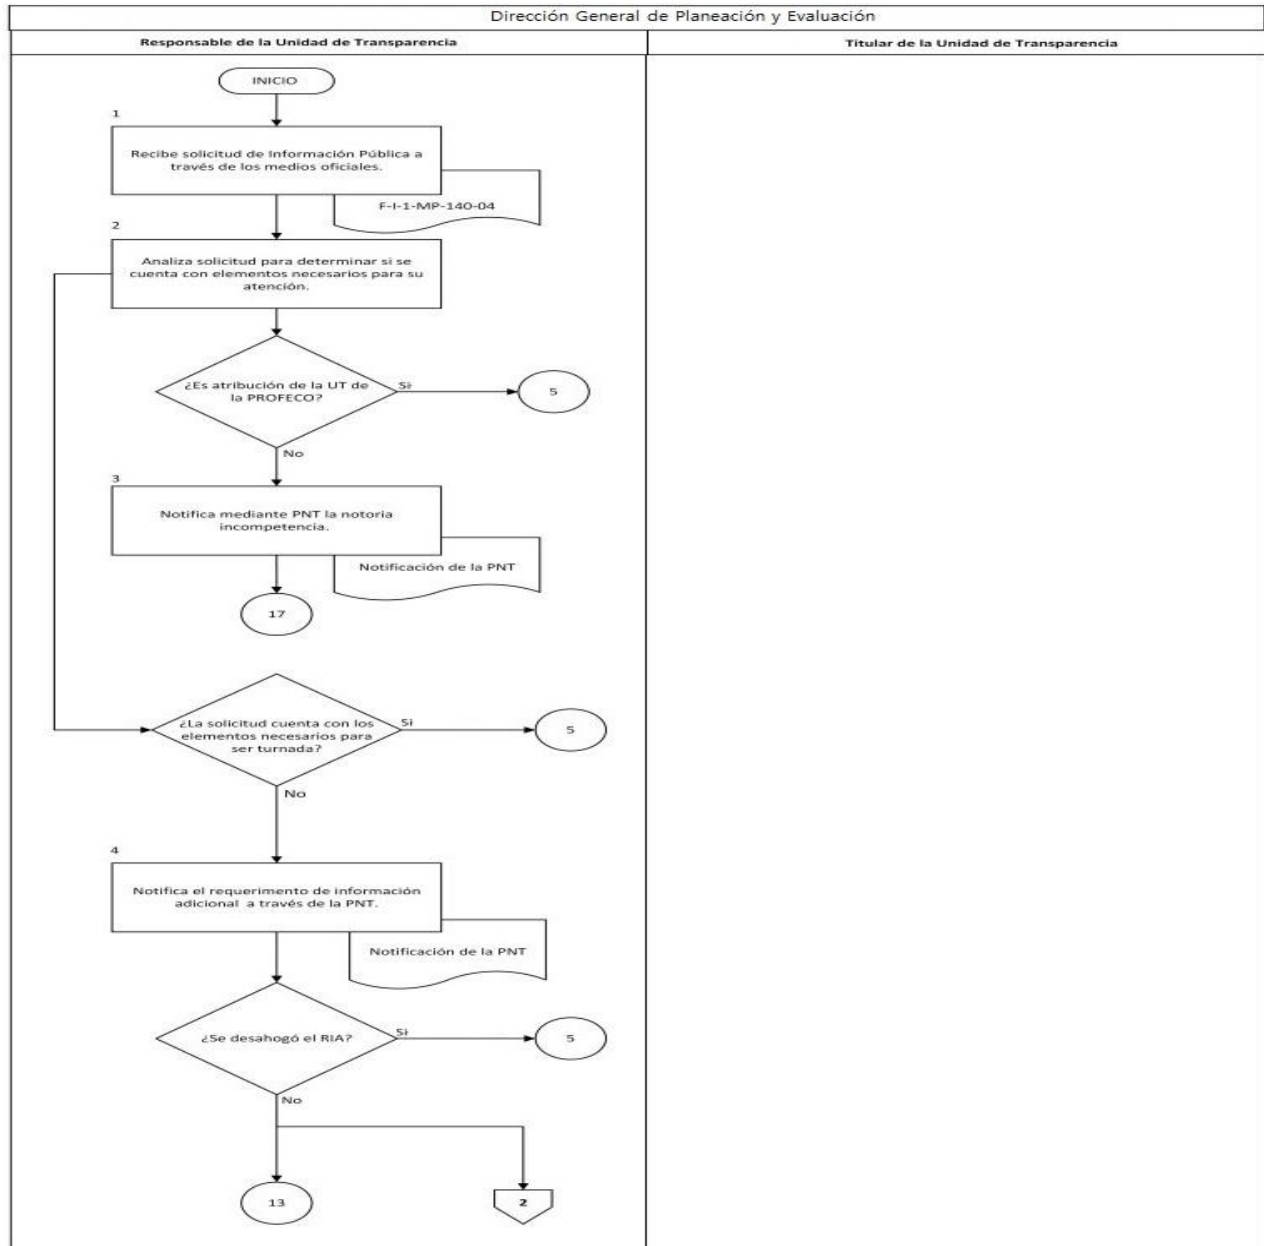 Dirección General de Planeación y Evaluación
Responsable de la Unidad de Transparencia
Titular de la Unidad de Transparencia
INICIO
1
Recibe solicitud de Información Pública a
través de los medios oficiales.
F-I-1-MP-140-04
2
Analiza solicitud para determinar si se
cuenta con elementos necesarios para su
atención.
¿Es atribución de la UT de
la PROFECO?
Si
5
No
3
Notifica mediante PNT la notoria
incompetencia.
Notificación de la PNT
17
¿La solicitud cuenta con los
elementos necesarios para
ser turnada?
Si
5
No
4
Notifica el requerimiento de información
adicional a través de la PNT.
Notificación de la PNT
¿Se desahogó el RIA?
Si
5
No
13
2